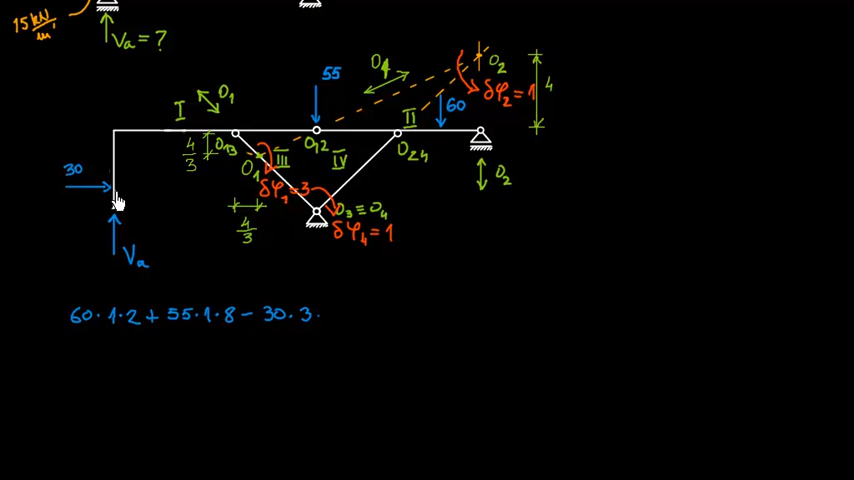 15 kN/m'
Va = ?
I
O1
55
O4
O2
δφ2 = 1
4
60
II
4/3
O13
O12
O24
O1
III
IV
δφ1 = 3
O2
30
4/3
O3 ≡ O4
δφ4 = 1
Va
60·1·2 + 55·1·8 − 30·3·